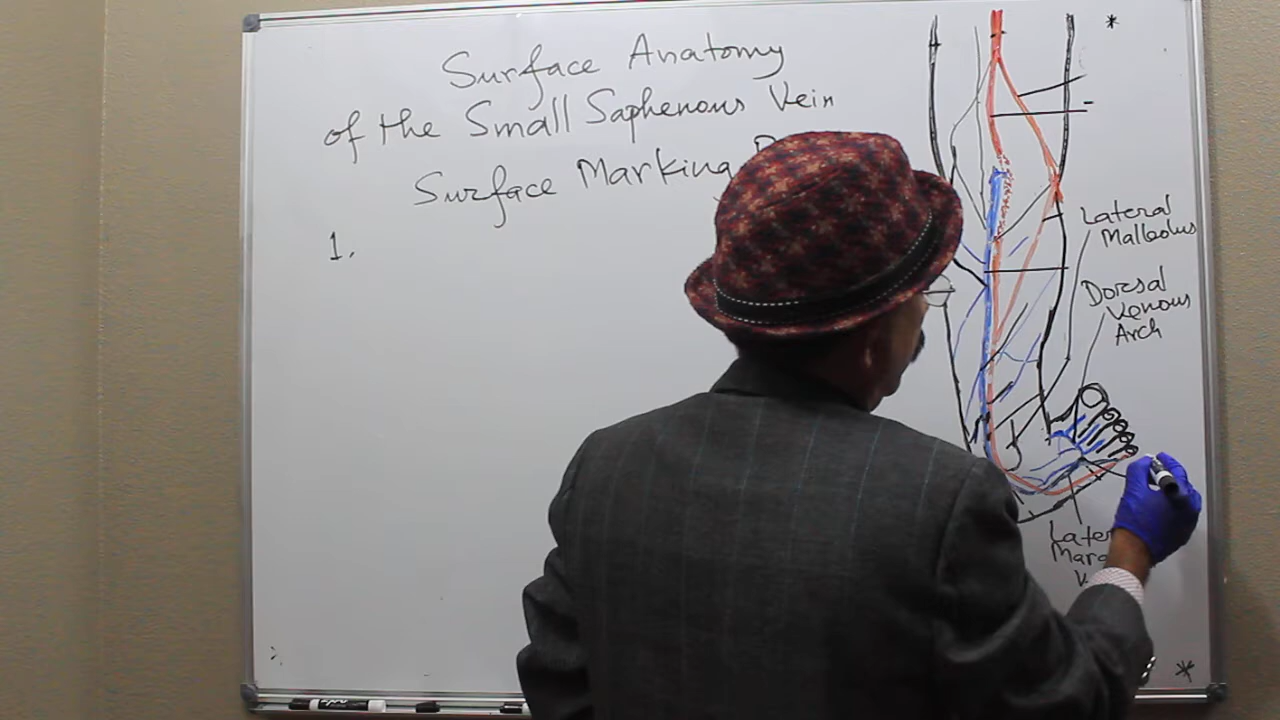 Surface Anatomy
of the Small Saphenous Vein
Surface Marking
1.
Lateral
Malleolus
Dorsal
Venous
Arch